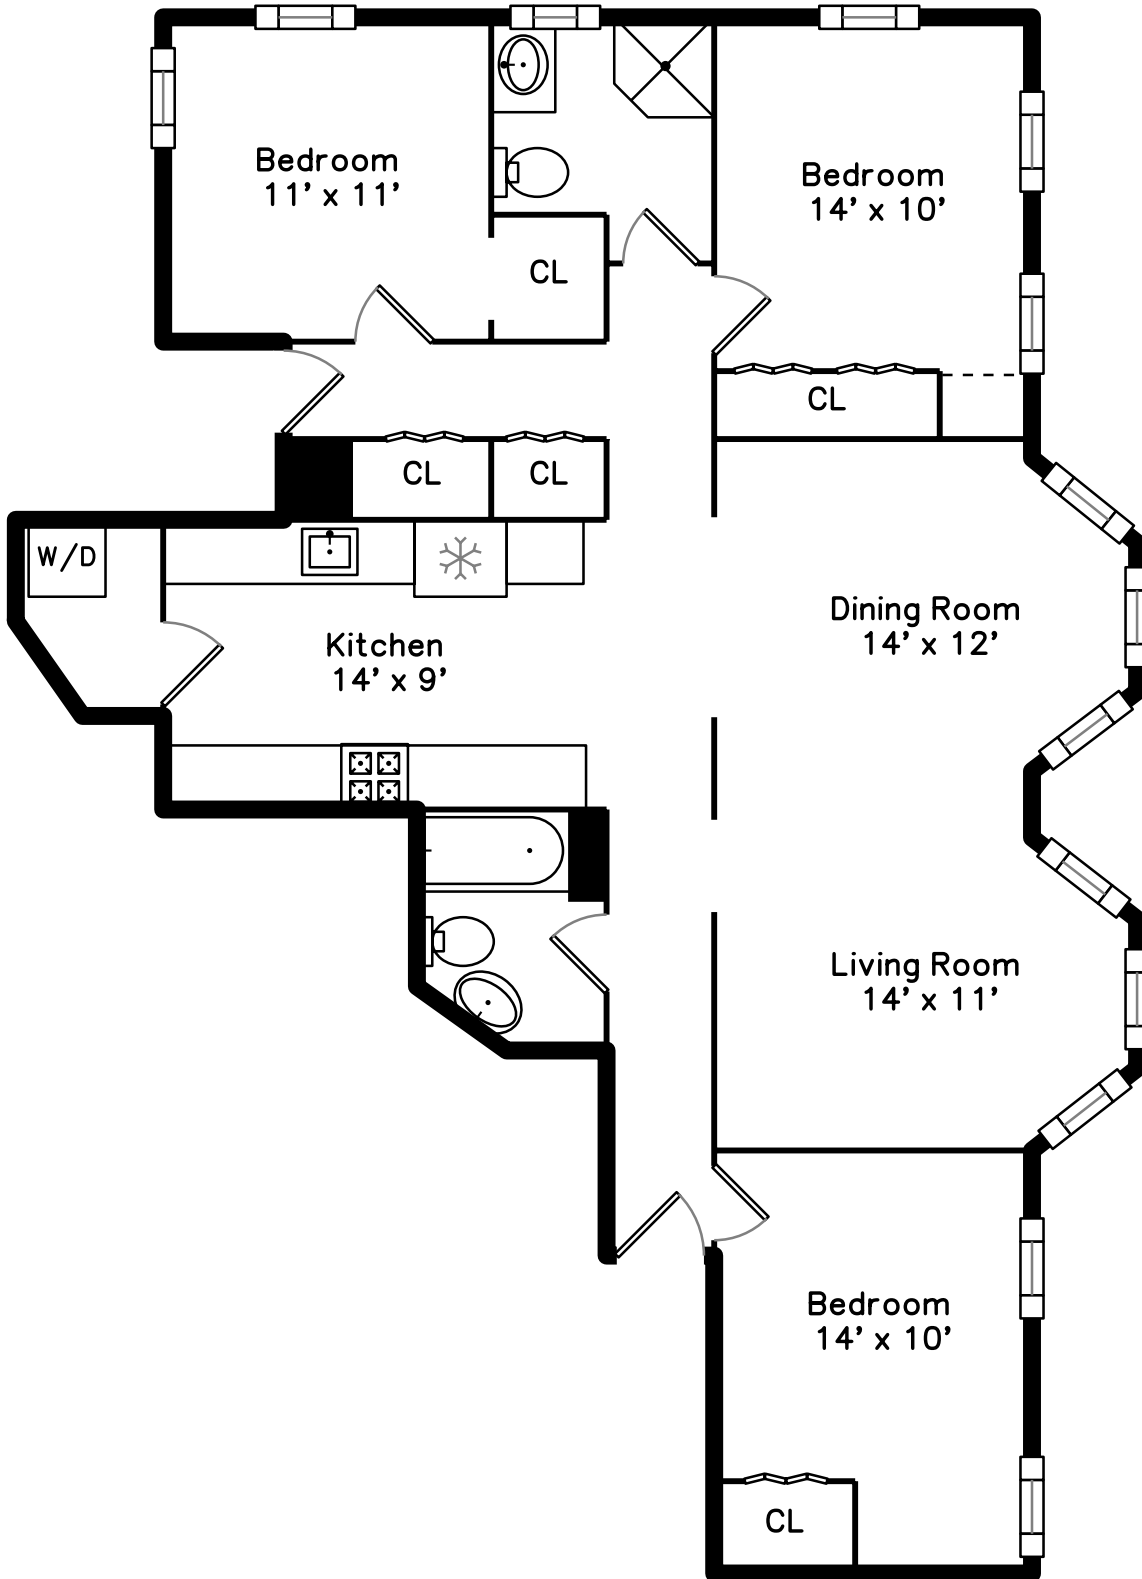 Bedroom
11' x 11'
Bedroom
14' x 10'
CL
CL
CL
CL
W/D
Kitchen
14' x 9'
Dining Room
14' x 12'
Living Room
14' x 11'
Bedroom
14' x 10'
CL